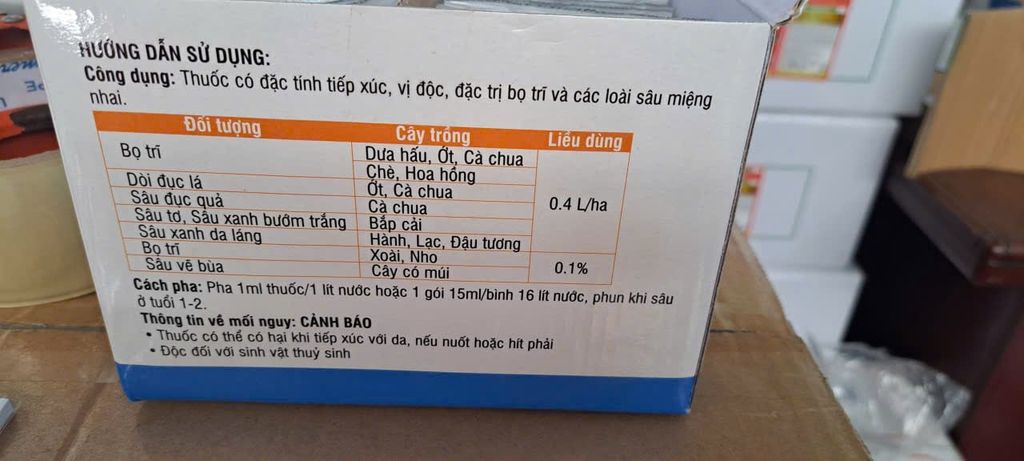 HƯỚNG DẪN SỬ DỤNG:
Công dụng: Thuốc có đặc tính tiếp xúc, vị độc, đặc trị bọ trĩ và các loài sâu miệng
nhai.
Đối tượng Cây trồng Liều dùng
Bọ trĩ Dưa hấu, Ớt, Cà chua
Chè, Hoa hồng
Dòi đục lá Ớt, Cà chua
Sâu đục quả Cà chua 0.4 L/ha
Sâu tơ, Sâu xanh bướm trắng Bắp cải
Sâu xanh da láng Hành, Lạc, Đậu tương
Bọ trĩ Xoài, Nho
Sâu vẽ bùa Cây có múi 0.1%
Cách pha: Pha 1ml thuốc/1 lít nước hoặc 1 gói 15ml/bình 16 lít nước, phun khi sâu
ở tuổi 1-2.
Thông tin về mối nguy: CẢNH BÁO
• Thuốc có thể có hại khi tiếp xúc với da, nếu nuốt hoặc hít phải
• Độc đối với sinh vật thuỷ sinh